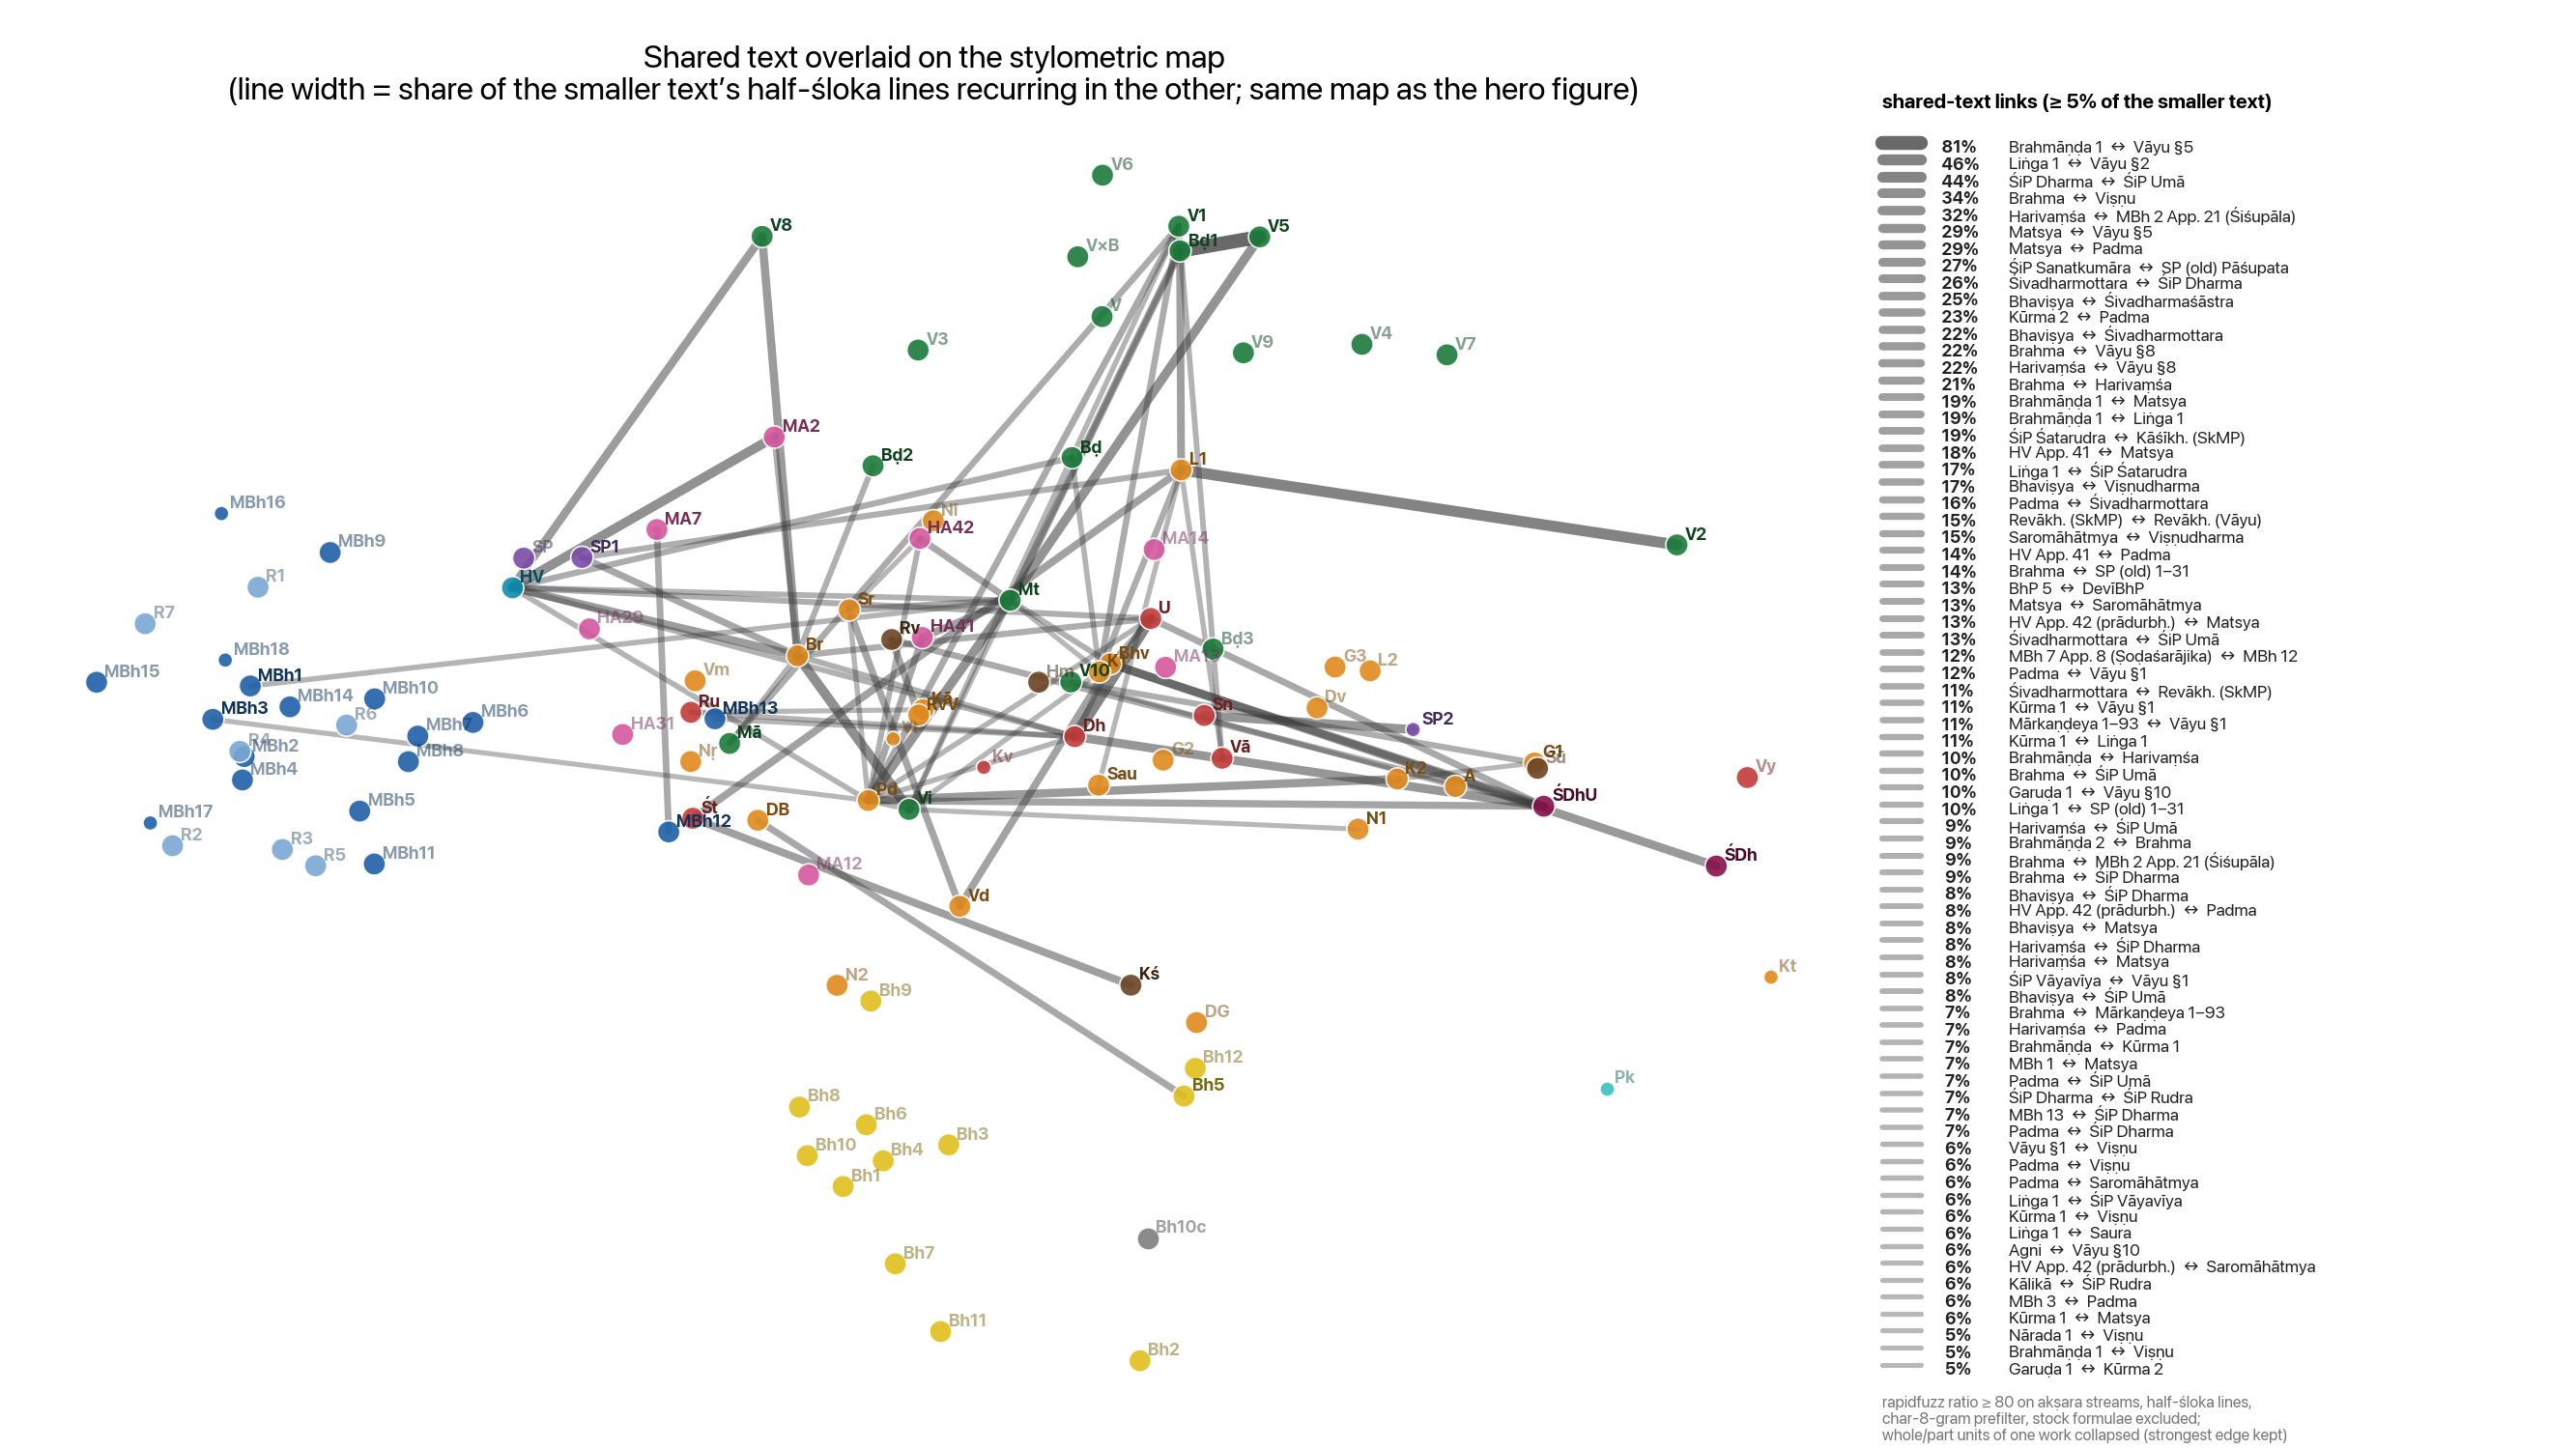 Shared text overlaid on the stylometric map
(line width = share of the smaller text’s half-śloka lines recurring in the other; same map as the hero figure)
shared-text links (≥ 5% of the smaller text)
81% Brahmāṇḍa 1 ↔ Vāyu §5
46% Liṅga 1 ↔ Vāyu §2
44% ŚiP Dharma ↔ ŚiP Umā
34% Brahma ↔ Viṣṇu
32% Harivaṃśa ↔ MBh 2 App. 21 (Śiśupāla)
29% Matsya ↔ Vāyu §5
29% Matsya ↔ Padma
27% ŚiP Sanatkumāra ↔ SP (old) Pāśupata
26% Śivadharmottara ↔ ŚiP Dharma
25% Bhaviṣya ↔ Śivadharmaśāstra
23% Kūrma 2 ↔ Padma
22% Bhaviṣya ↔ Śivadharmottara
22% Brahma ↔ Vāyu §8
22% Harivaṃśa ↔ Vāyu §8
21% Brahma ↔ Harivaṃśa
19% Brahmāṇḍa 1 ↔ Matsya
19% Brahmāṇḍa 1 ↔ Liṅga 1
19% ŚiP Śatarudra ↔ Kāśīkh. (SkMP)
18% HV App. 41 ↔ Matsya
17% Liṅga 1 ↔ ŚiP Śatarudra
17% Bhaviṣya ↔ Viṣṇudharma
16% Padma ↔ Śivadharmottara
15% Revākh. (SkMP) ↔ Revākh. (Vāyu)
15% Saromāhātmya ↔ Viṣṇudharma
14% HV App. 41 ↔ Padma
14% Brahma ↔ SP (old) 1–31
13% BhP 5 ↔ DevīBhP
13% Matsya ↔ Saromāhātmya
13% HV App. 42 (prādurbh.) ↔ Matsya
13% Śivadharmottara ↔ ŚiP Umā
12% MBh 7 App. 8 (Ṣoḍaśarājika) ↔ MBh 12
12% Padma ↔ Vāyu §1
11% Śivadharmottara ↔ Revākh. (SkMP)
11% Kūrma 1 ↔ Vāyu §1
11% Mārkaṇḍeya 1–93 ↔ Vāyu §1
11% Kūrma 1 ↔ Liṅga 1
10% Brahmāṇḍa ↔ Harivaṃśa
10% Brahma ↔ ŚiP Umā
10% Garuḍa 1 ↔ Vāyu §10
10% Liṅga 1 ↔ SP (old) 1–31
9% Harivaṃśa ↔ ŚiP Umā
9% Brahmāṇḍa 2 ↔ Brahma
9% Brahma ↔ MBh 2 App. 21 (Śiśupāla)
9% Brahma ↔ ŚiP Dharma
8% Bhaviṣya ↔ ŚiP Dharma
8% HV App. 42 (prādurbh.) ↔ Padma
8% Bhaviṣya ↔ Matsya
8% Harivaṃśa ↔ ŚiP Dharma
8% Harivaṃśa ↔ Matsya
8% ŚiP Vāyavīya ↔ Vāyu §1
8% Bhaviṣya ↔ ŚiP Umā
7% Brahma ↔ Mārkaṇḍeya 1–93
7% Harivaṃśa ↔ Padma
7% Brahmāṇḍa ↔ Kūrma 1
7% MBh 1 ↔ Matsya
7% Padma ↔ ŚiP Umā
7% ŚiP Dharma ↔ ŚiP Rudra
7% MBh 13 ↔ ŚiP Dharma
7% Padma ↔ ŚiP Dharma
6% Vāyu §1 ↔ Viṣṇu
6% Padma ↔ Viṣṇu
6% Padma ↔ Saromāhātmya
6% Liṅga 1 ↔ ŚiP Vāyavīya
6% Kūrma 1 ↔ Viṣṇu
6% Liṅga 1 ↔ Saura
6% Agni ↔ Vāyu §10
6% HV App. 42 (prādurbh.) ↔ Saromāhātmya
6% Kālikā ↔ ŚiP Rudra
6% MBh 3 ↔ Padma
6% Kūrma 1 ↔ Matsya
5% Nārada 1 ↔ Viṣṇu
5% Brahmāṇḍa 1 ↔ Viṣṇu
5% Garuḍa 1 ↔ Kūrma 2
rapidfuzz ratio ≥ 80 on akṣara streams, half-śloka lines,
char-8-gram prefilter, stock formulae excluded;
whole/part units of one work collapsed (strongest edge kept)
V6
V8
V1
V5
Bḍ1
V×B
V
V3
V9
V4
V7
MA2
Bḍ2
Bḍ
L1
MBh16
MBh9
MA7
HA42
MA14
V2
SP
SP1
HV
R1
R7
HA29
Sr
Mt
U
Rv
HA41
Bḍ3
Br
MBh18
MBh15
MBh1
MBh14
MBh10
Vm
Hm
V10
Bhv
G3
L2
Dv
MBh3
R6
MBh7
MBh6
Ru
MBh13
HA31
Mā
Dh
Sn
SP2
R4
MBh2
MBh8
MBh4
Nṛ
Kv
G2
Vā
G1
Vy
Sau
K2
A
Pd
Vi
ŚDhU
MBh5
MBh17
R2
R3
R5
MBh11
Śt
MBh12
DB
N1
MA12
ŚDh
Vd
N2
Bh9
Kś
Kt
DG
Bh12
Bh5
Pk
Bh8
Bh6
Bh3
Bh10
Bh4
Bh1
Bh10c
Bh7
Bh11
Bh2